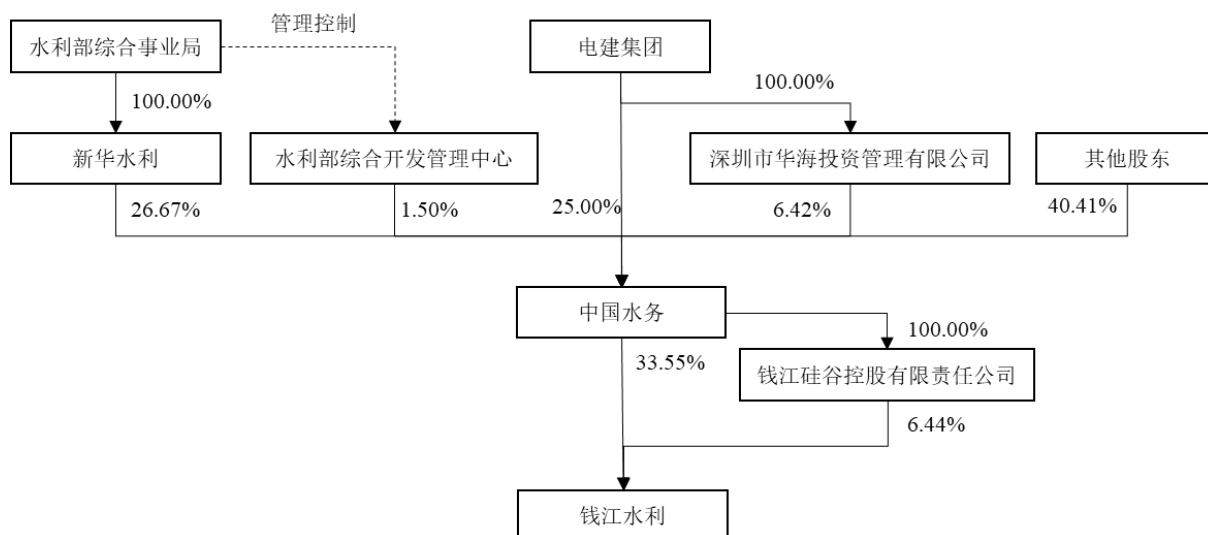 管理控制
水利部综合事业局
电建集团
100.00%
100.00%
新华水利
水利部综合开发管理中心
深圳市华海投资管理有限公司
其他股东
26.67%
1.50%
25.00%
6.42%
40.41%
中国水务
100.00%
33.55%
钱江硅谷控股有限责任公司
6.44%
钱江水利